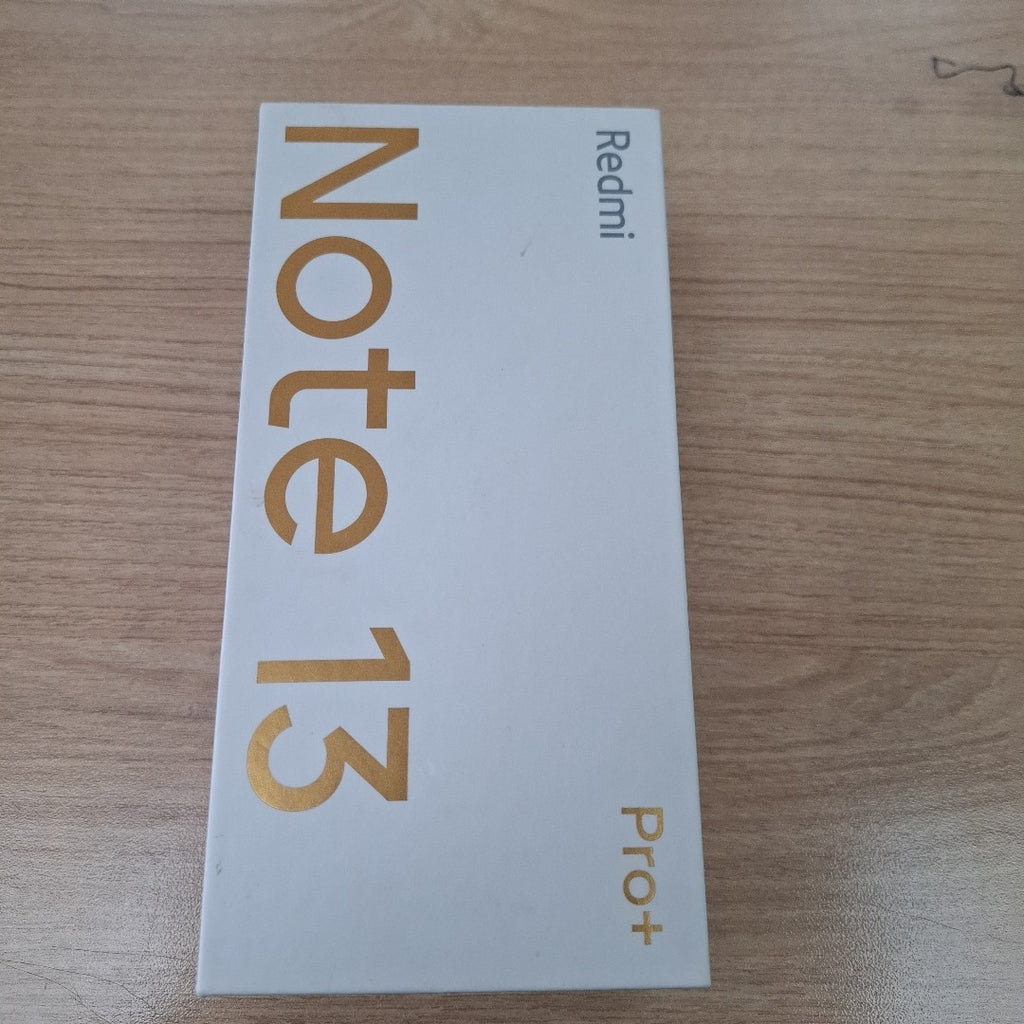 Redmi
Pro+
Note 13